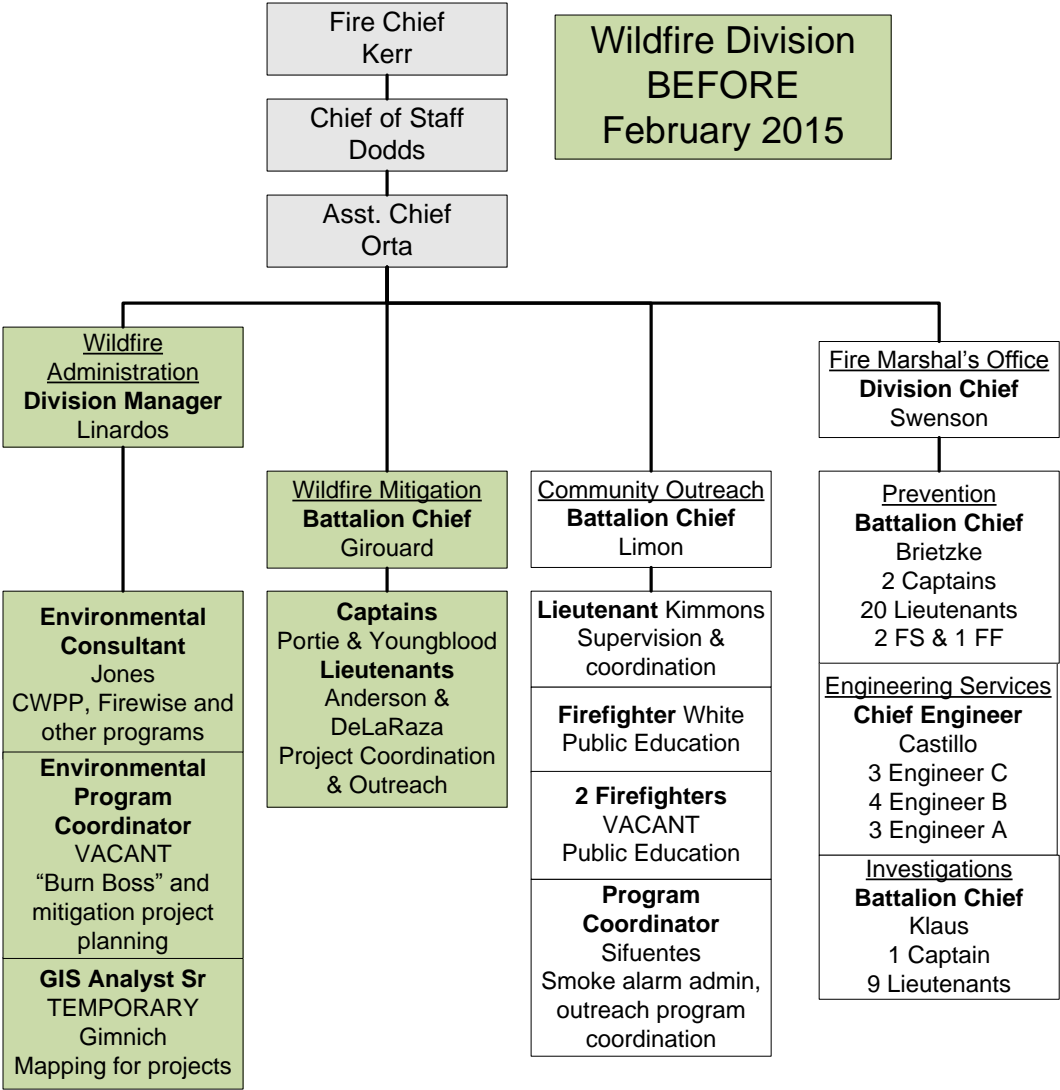 Fire Chief
Kerr
Wildfire Division
BEFORE
February 2015
Chief of Staff
Dodds
Asst. Chief
Orta
Wildfire
Administration
Division Manager
Linardos
Environmental
Consultant
Jones
CWPP, Firewise and
other programs
Environmental
Program
Coordinator
VACANT
“Burn Boss” and
mitigation project
planning
GIS Analyst Sr
TEMPORARY
Gimnich
Mapping for projects
Wildfire Mitigation
Battalion Chief
Girouard
Captains
Portie & Youngblood
Lieutenants
Anderson &
DeLaRaza
Project Coordination
& Outreach
Community Outreach
Battalion Chief
Limon
Lieutenant Kimmons
Supervision &
coordination
Firefighter White
Public Education
2 Firefighters
VACANT
Public Education
Program
Coordinator
Sifuentes
Smoke alarm admin,
outreach program
coordination
Fire Marshal’s Office
Division Chief
Swenson
Prevention
Battalion Chief
Brietzke
2 Captains
20 Lieutenants
2 FS & 1 FF
Engineering Services
Chief Engineer
Castillo
3 Engineer C
4 Engineer B
3 Engineer A
Investigations
Battalion Chief
Klaus
1 Captain
9 Lieutenants